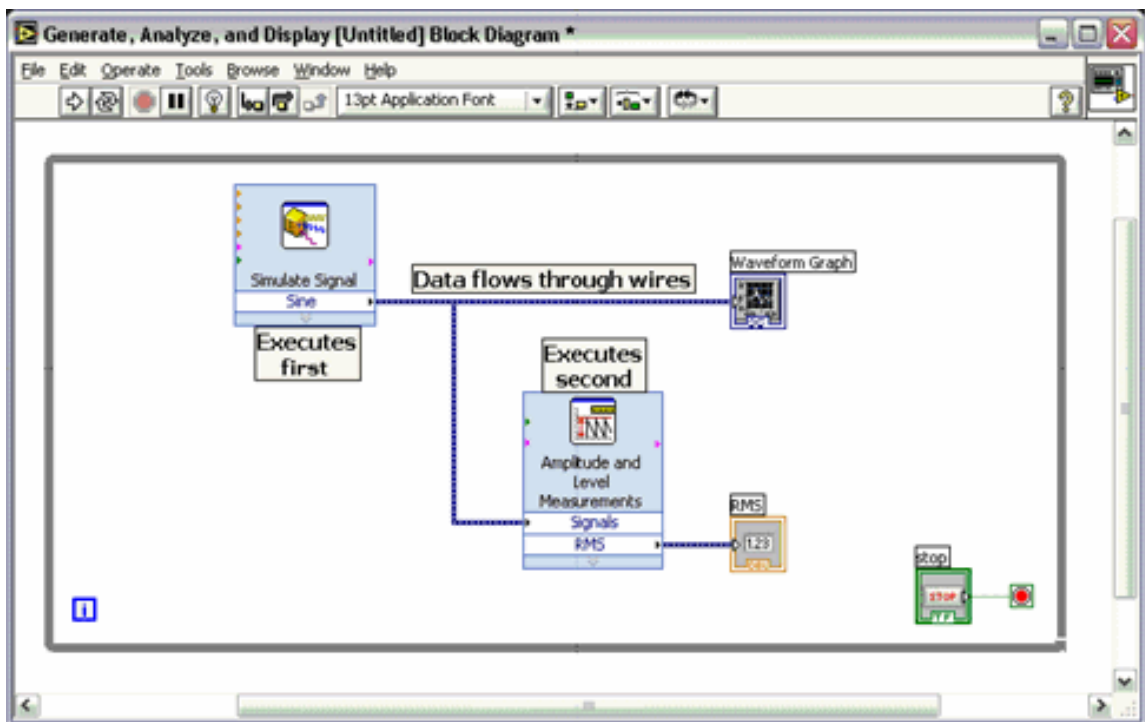 Generate, Analyze, and Display [Untitled] Block Diagram *
File Edit Operate Tools Browse Window Help
13pt Application Font
?
Simulate Signal
Sine
Executes
first
Data flows through wires
Waveform Graph
Executes
second
Amplitude and
Level
Measurements
Signals
RMS
RMS
1.23
stop
STOP
TF
i